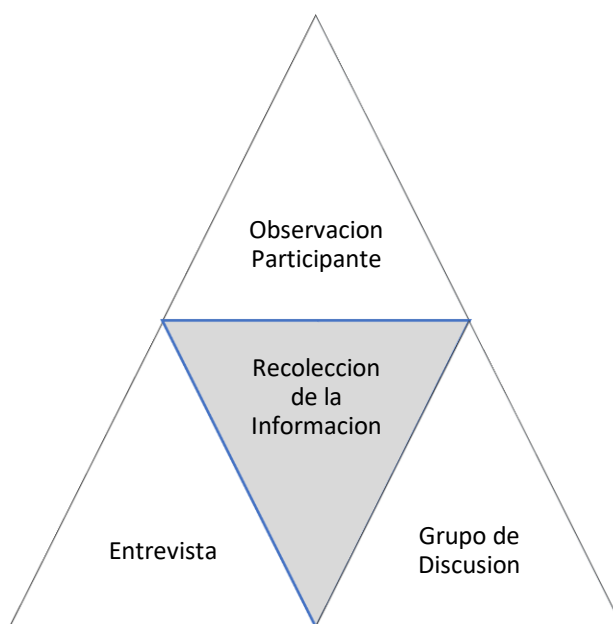 Observacion
Participante
Recoleccion
de la
Informacion
Entrevista
Grupo de
Discusion